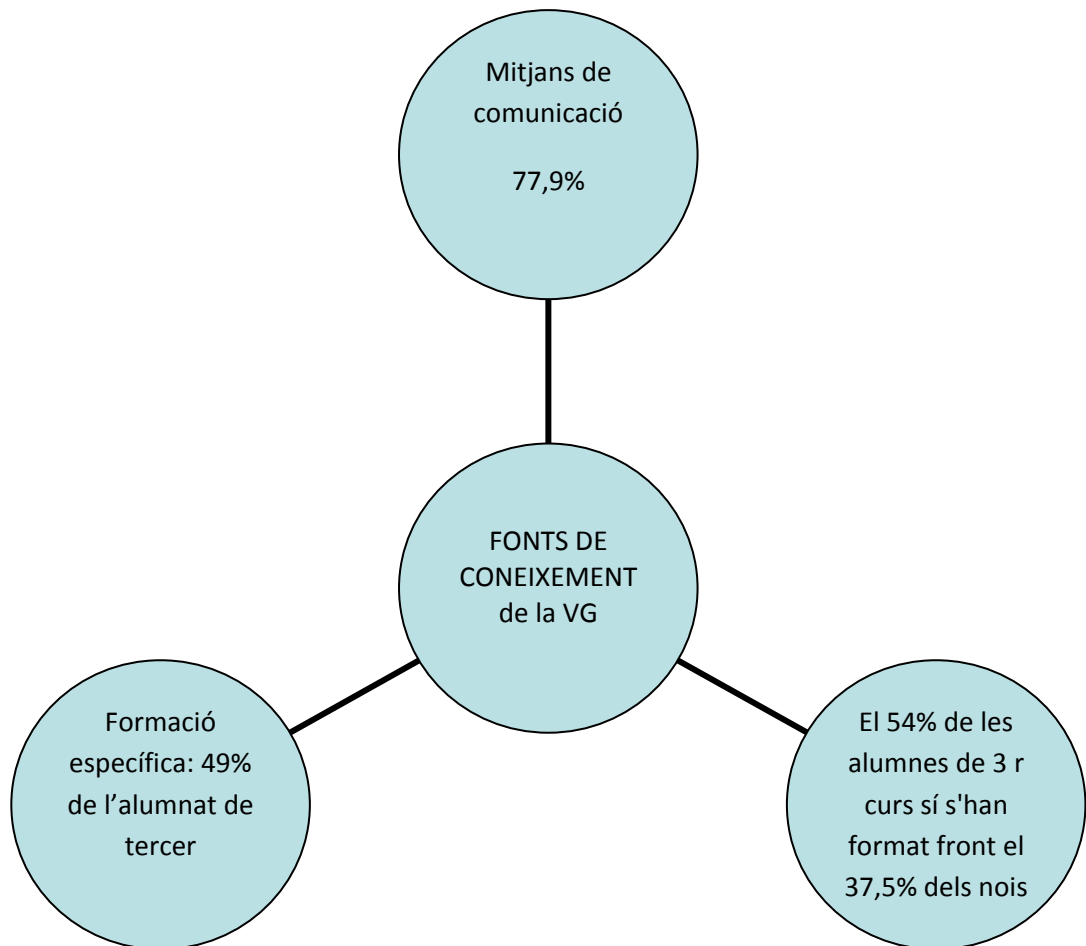 Mitjans de
comunicació
77,9%
FONTS DE
CONEIXEMENT
de la VG
Formació
específica: 49%
de l’alumnat de
tercer
El 54% de les
alumnes de 3 r
curs sí s'han
format front el
37,5% dels nois